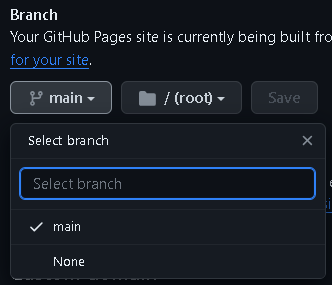 Branch
Your GitHub Pages site is currently being built fro
for your site.
main
/ (root)
Save
Select branch
Select branch
main
None